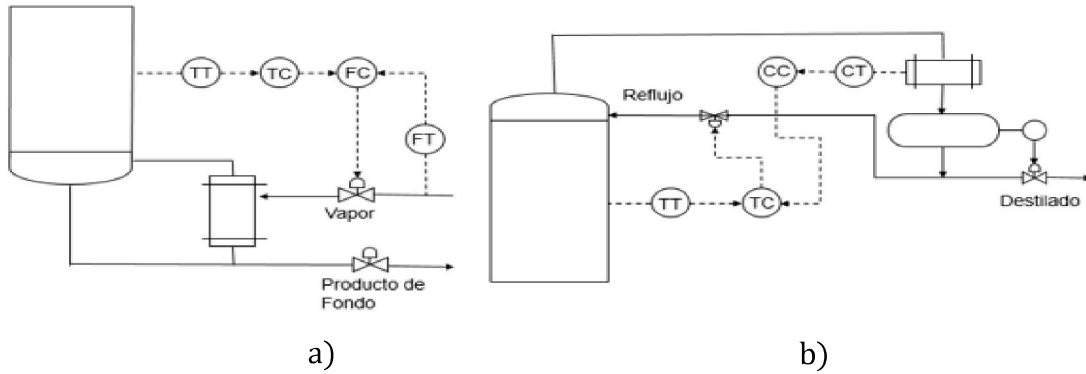 TT
TC
FC
FT
Vapor
Producto de
Fondo
a)
CC
CT
Reflujo
TT
TC
Destilado
b)